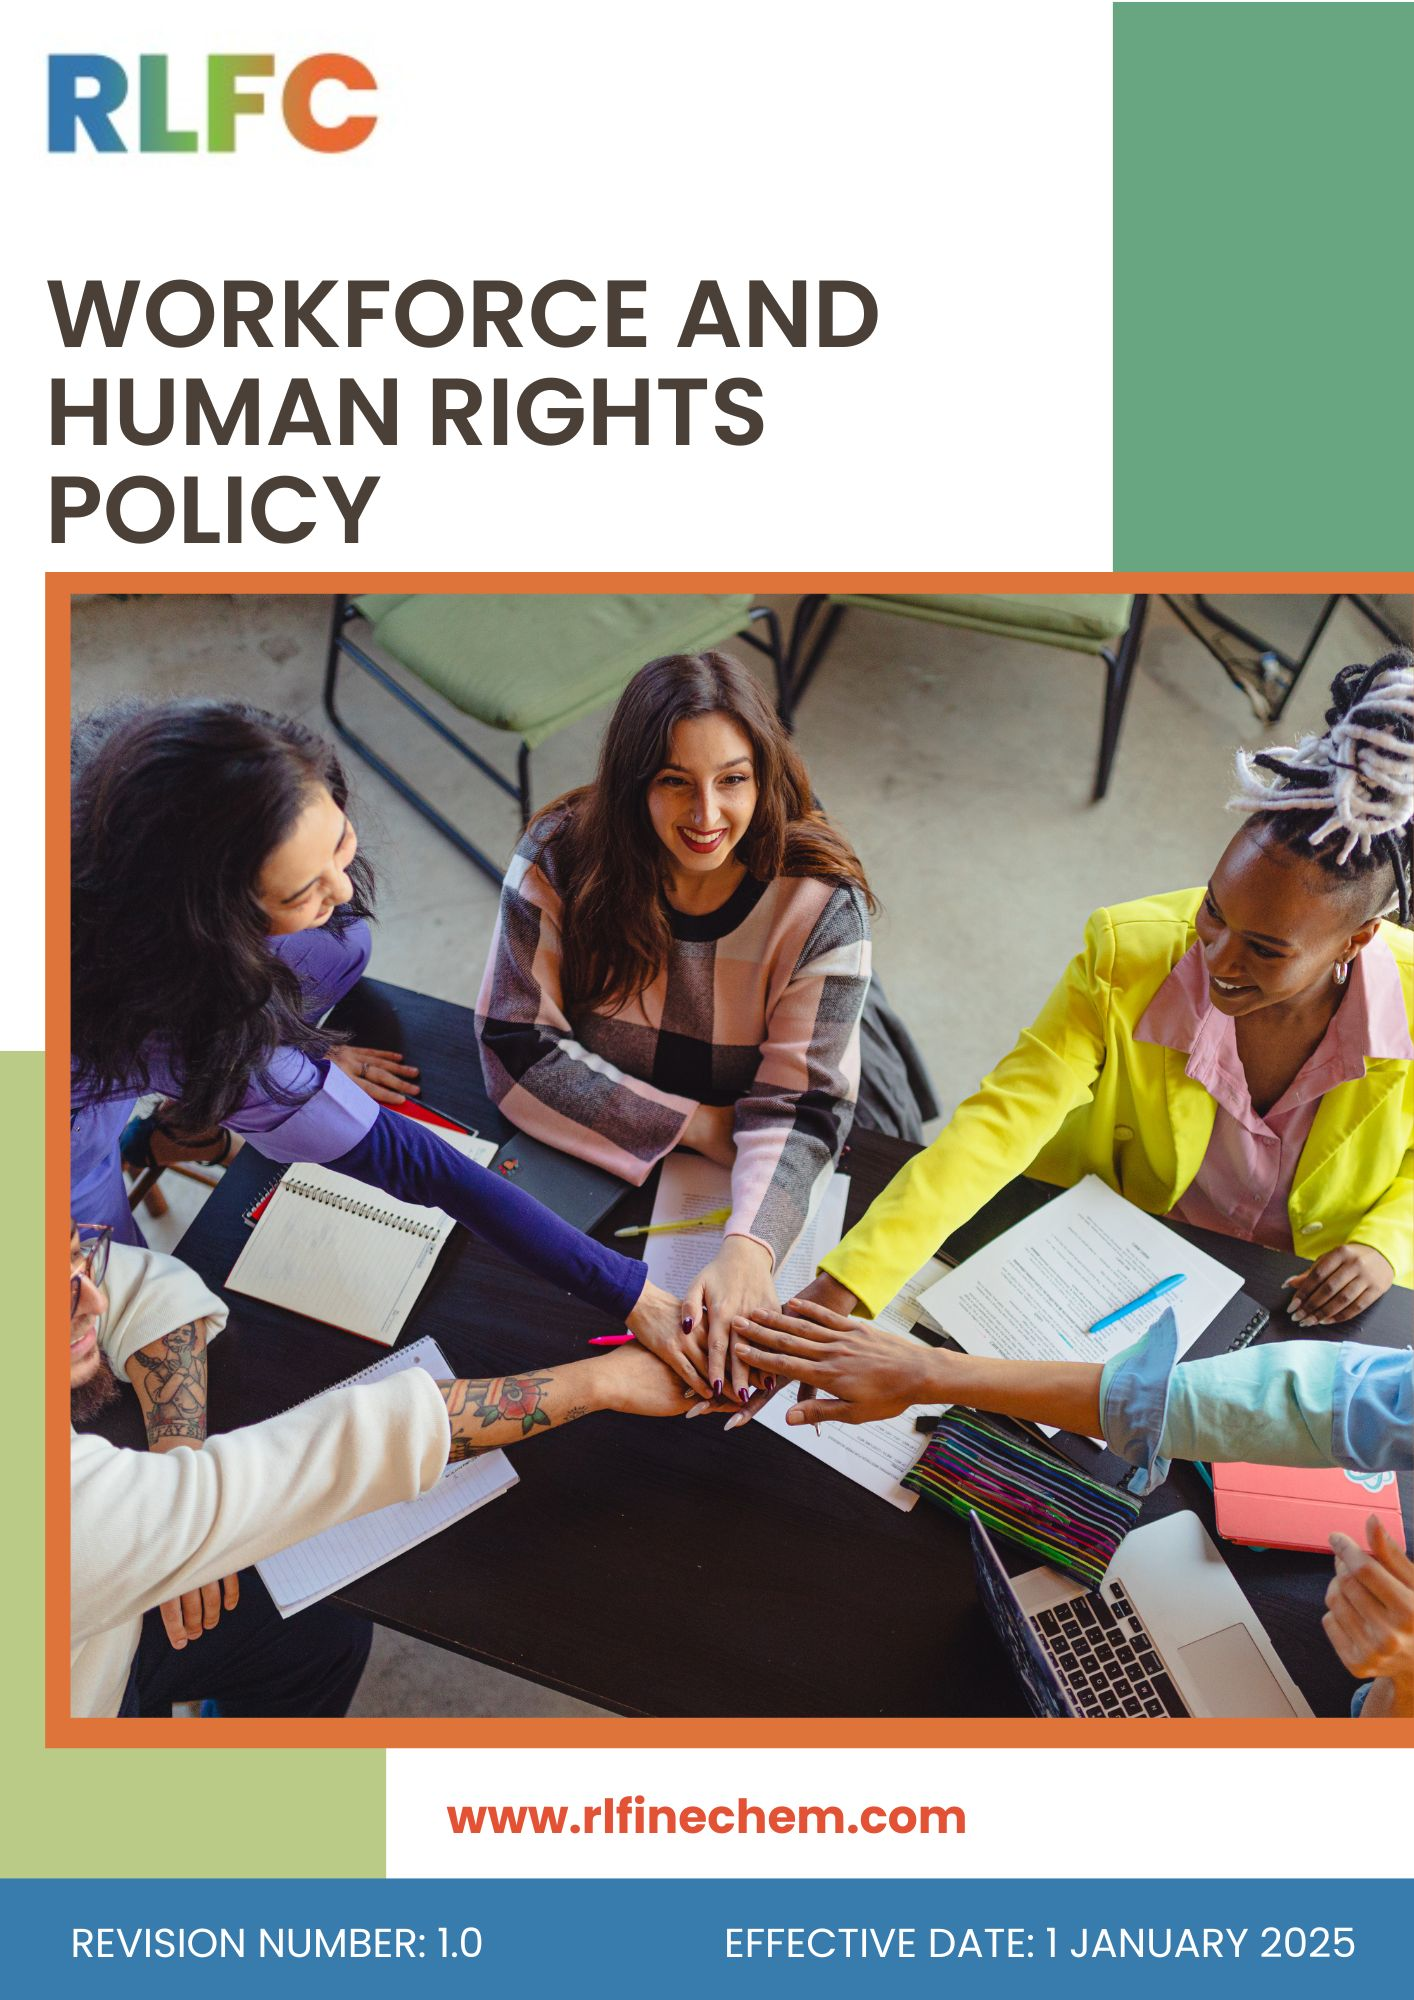 RLFC
WORKFORCE AND
HUMAN RIGHTS
POLICY
www.rlfinechem.com
REVISION NUMBER: 1.0
EFFECTIVE DATE: 1 JANUARY 2025